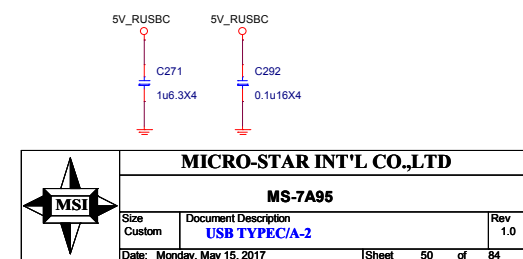 5V_RUSBC 5V_RUSBC
C271 C292
1u6.3X4 0.1u16X4
MICRO-STAR INT'L CO.,LTD
MSI
MS-7A95
Size Document Description Rev
Custom USB TYPEC/A-2 1.0
Date: Monday, May 15, 2017 Sheet 50 of 84